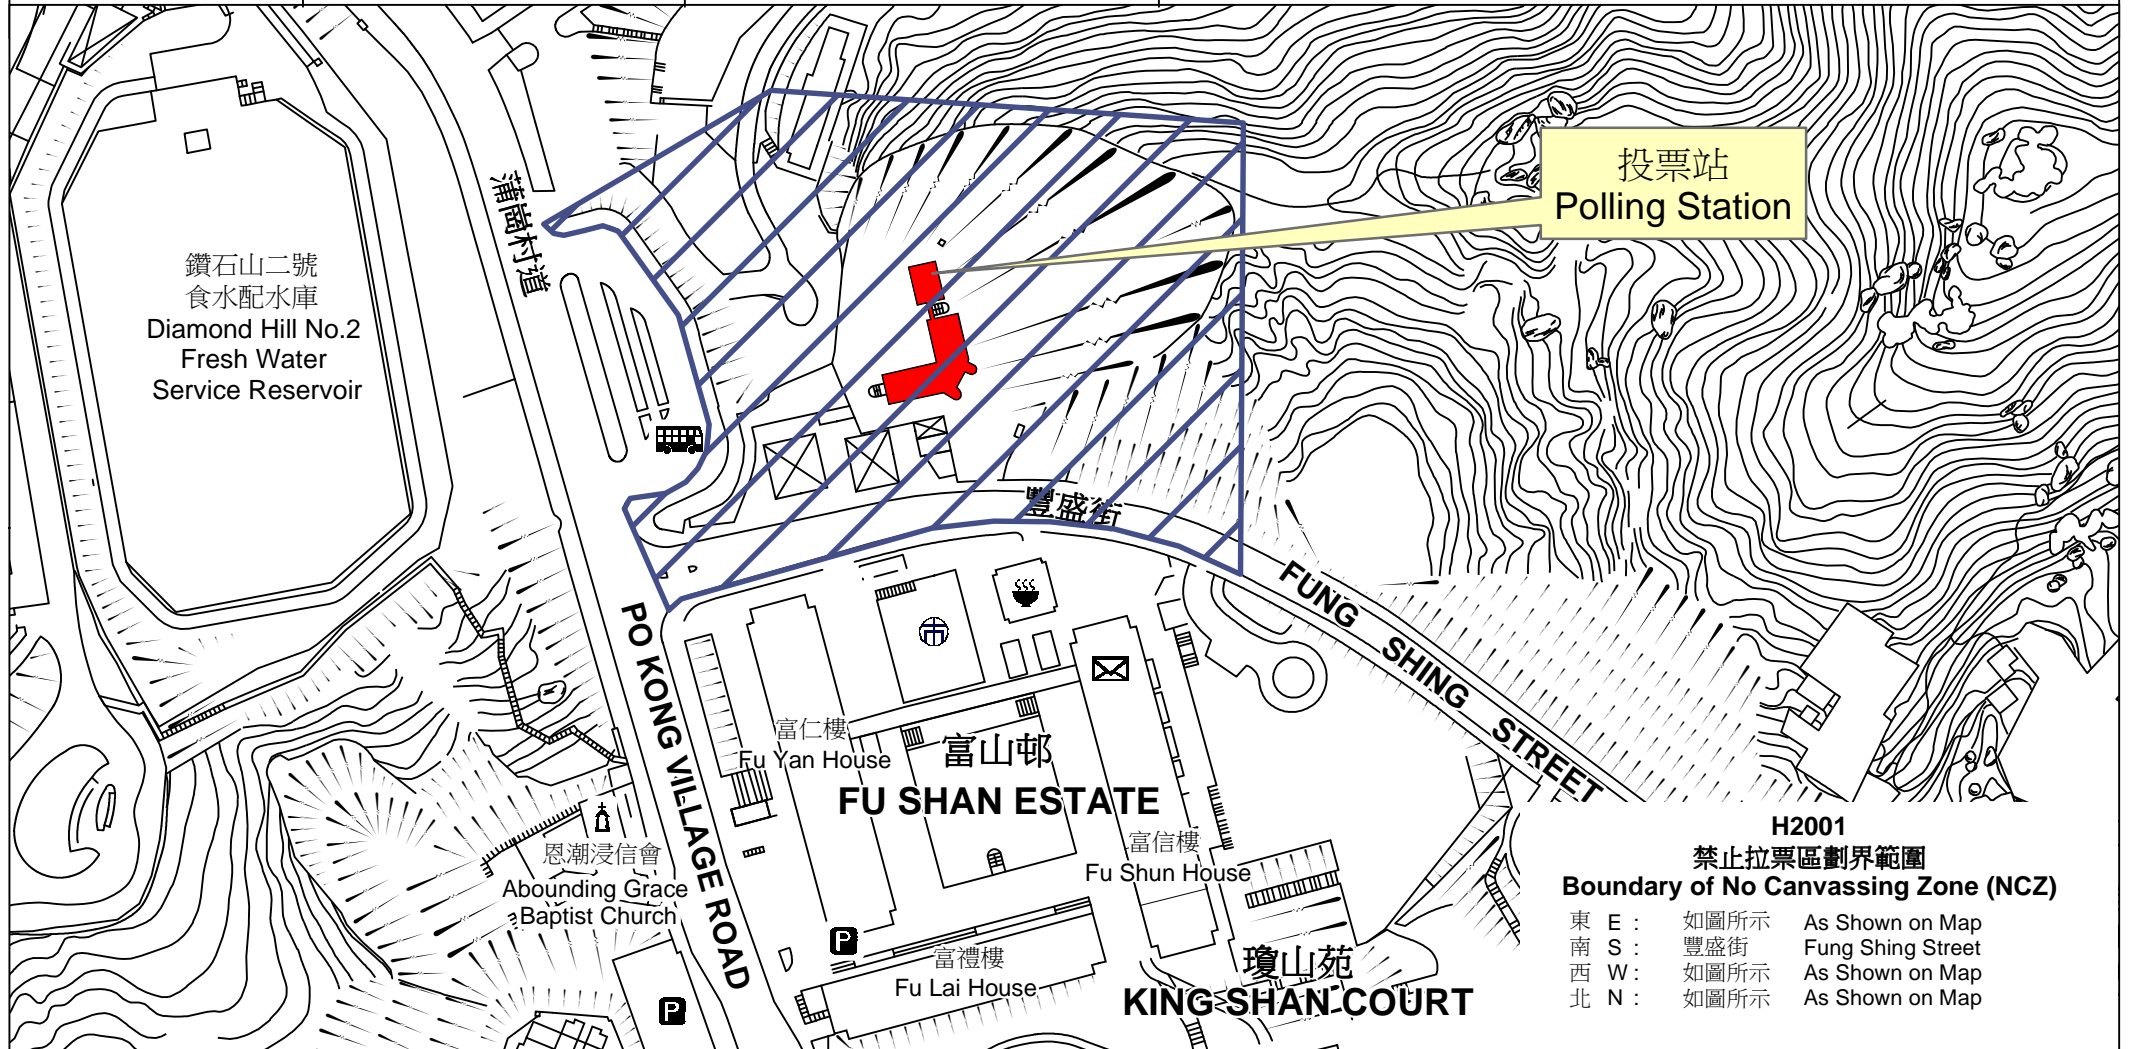 投票站
Polling Station
蒲崗村道
鑽石山二號
食水配水庫
Diamond Hill No.2
Fresh Water
Service Reservoir
豐盛街
FUNG SHING STREET
PO KONG VILLAGE ROAD
富仁樓
Fu Yan House
富山邨
FU SHAN ESTATE
恩潮浸信會
Abounding Grace
Baptist Church
富信樓
Fu Shun House
P
富禮樓
Fu Lai House
P
瓊山苑
KING SHAN COURT
H2001
禁止拉票區劃界範圍
Boundary of No Canvassing Zone (NCZ)
東 E : 如圖所示 As Shown on Map
南 S : 豐盛街 Fung Shing Street
西 W : 如圖所示 As Shown on Map
北 N : 如圖所示 As Shown on Map